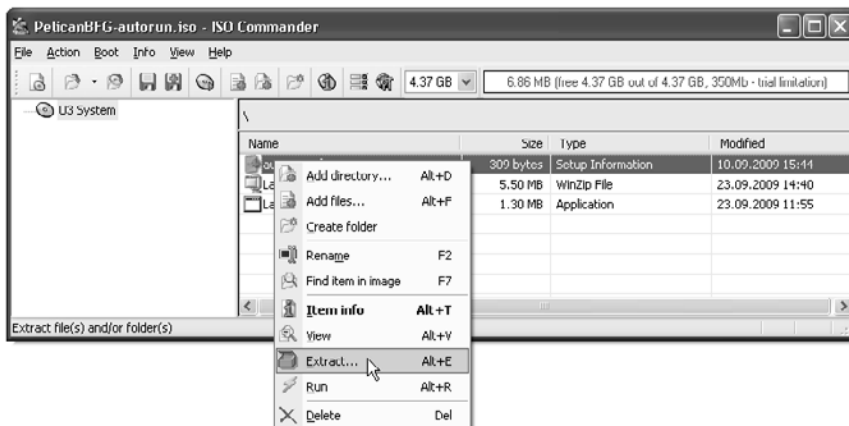 PelicanBFG-autorun.iso - ISO Commander
File Action Boot Info View Help
4.37 GB 6.86 MB (free 4.37 GB out of 4.37 GB, 350Mb - trial limitation)
U3 System \
Name Size Type Modified
au 309 bytes Setup Information 10.09.2009 15:44
La 5.50 MB WinZip File 23.09.2009 14:40
La 1.30 MB Application 23.09.2009 11:55
Add directory... Alt+D
Add files... Alt+F
Create folder
Rename F2
Find item in image F7
Item info Alt+T
View Alt+V
Extract... Alt+E
Run Alt+R
Delete Del
Extract file(s) and/or folder(s)